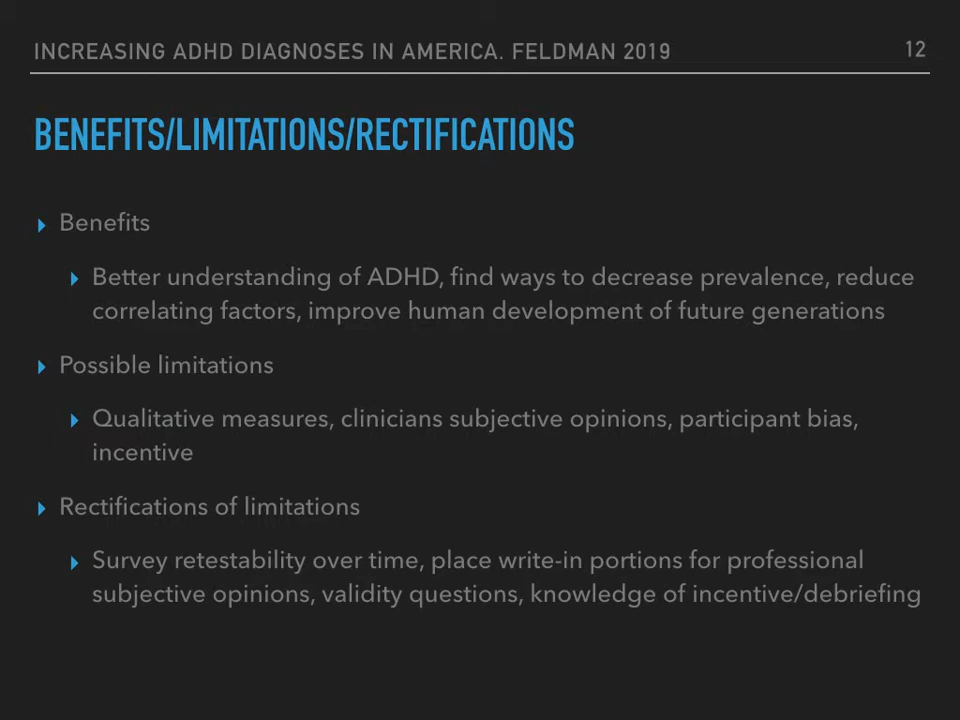 INCREASING ADHD DIAGNOSES IN AMERICA. FELDMAN 2019
12
BENEFITS/LIMITATIONS/RECTIFICATIONS
Benefits
Better understanding of ADHD, find ways to decrease prevalence, reduce
correlating factors, improve human development of future generations
Possible limitations
Qualitative measures, clinicians subjective opinions, participant bias,
incentive
Rectifications of limitations
Survey retestability over time, place write-in portions for professional
subjective opinions, validity questions, knowledge of incentive/debriefing